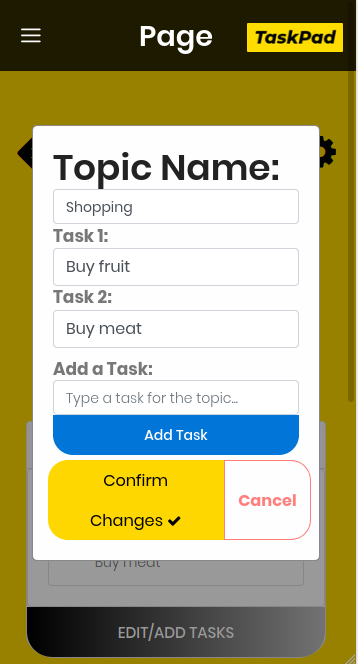 Page
TaskPad
Topic Name:
Shopping
Task 1:
Buy fruit
Task 2:
Buy meat
Add a Task:
Type a task for the topic...
Add Task
Confirm
Changes
Cancel
Buy meat
EDIT/ADD TASKS